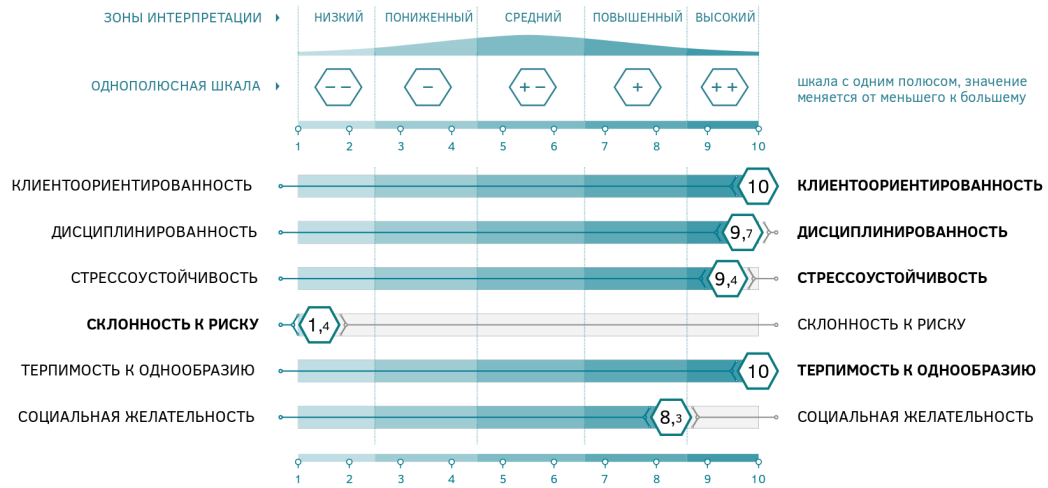 ЗОНЫ ИНТЕРПРЕТАЦИИ НИЗКИЙ ПОНИЖЕННЫЙ СРЕДНИЙ ПОВЫШЕННЫЙ ВЫСОКИЙ
ОДНОПОЛЮСНАЯ ШКАЛА – – – + – + + + шкала с одним полюсом, значение
меняется от меньшего к большему
1 2 3 4 5 6 7 8 9 10
КЛИЕНТООРИЕНТИРОВАННОСТЬ 10 КЛИЕНТООРИЕНТИРОВАННОСТЬ
ДИСЦИПЛИНИРОВАННОСТЬ 9,7 ДИСЦИПЛИНИРОВАННОСТЬ
СТРЕССОУСТОЙЧИВОСТЬ 9,4 СТРЕССОУСТОЙЧИВОСТЬ
СКЛОННОСТЬ К РИСКУ 1,4 СКЛОННОСТЬ К РИСКУ
ТЕРПИМОСТЬ К ОДНООБРАЗИЮ 10 ТЕРПИМОСТЬ К ОДНООБРАЗИЮ
СОЦИАЛЬНАЯ ЖЕЛАТЕЛЬНОСТЬ 8,3 СОЦИАЛЬНАЯ ЖЕЛАТЕЛЬНОСТЬ
1 2 3 4 5 6 7 8 9 10